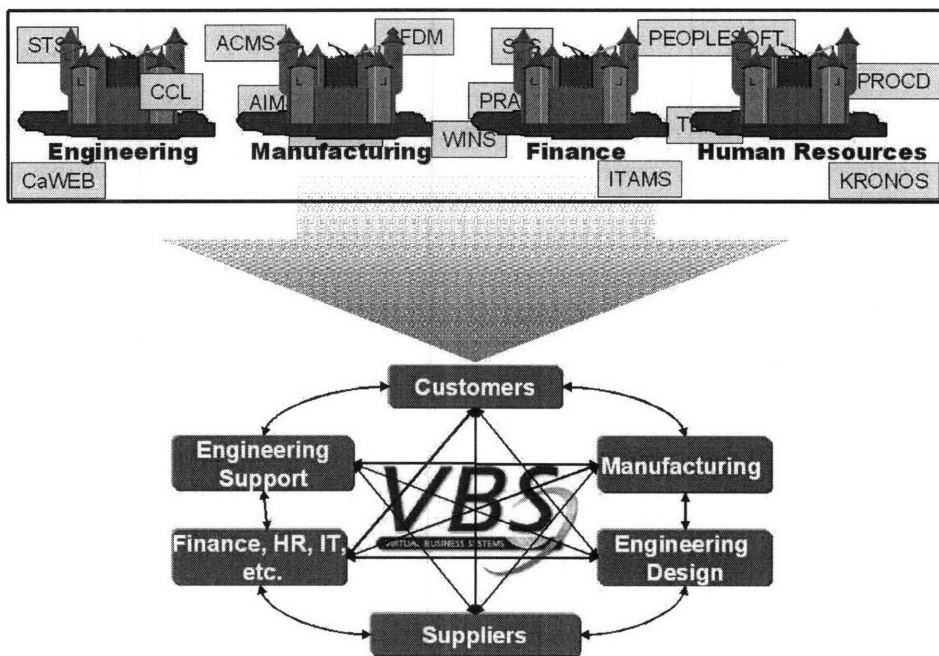 STS
ACMS
FDM
PEOPLESOFT
CCL
AIM
PRA
PROCD
WINS
Engineering
Manufacturing
Finance
Human Resources
CaWEB
ITAMS
KRONOS
Customers
Engineering
Support
Manufacturing
VBS
VIRTUAL BUSINESS SYSTEMS
Finance, HR, IT,
etc.
Engineering
Design
Suppliers